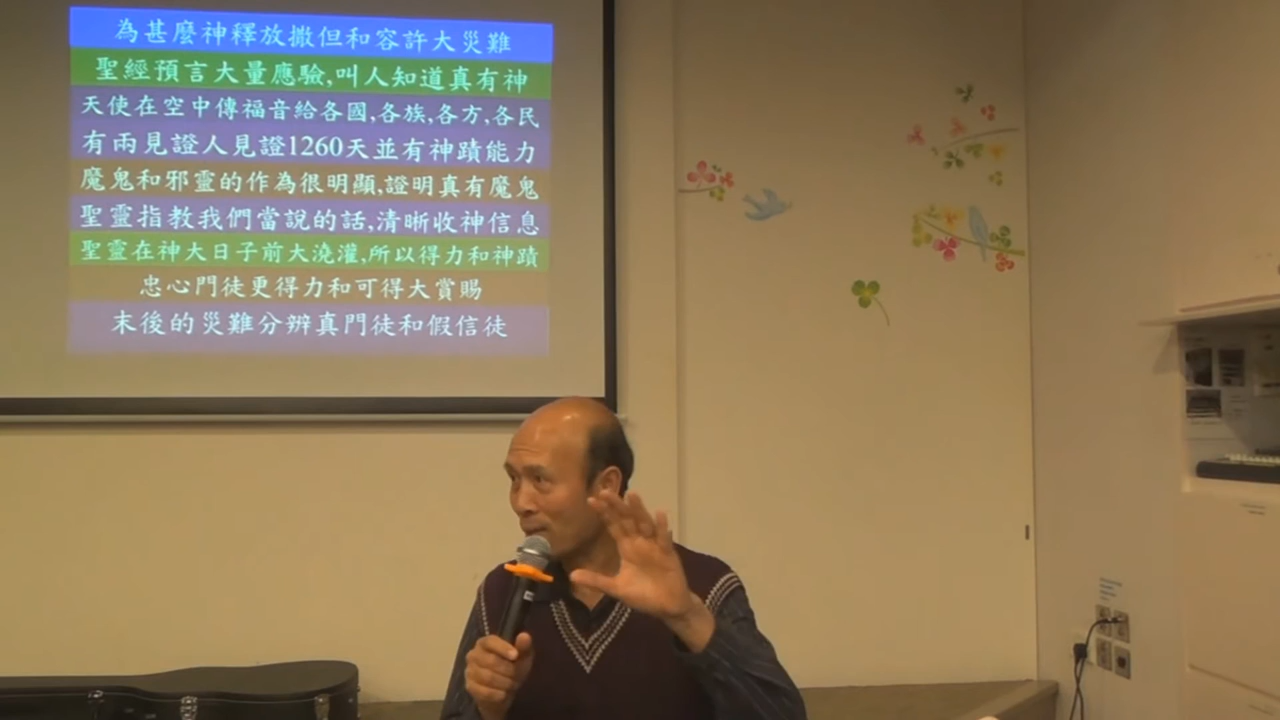 為甚麼神釋放撒但和容許大災難
聖經預言大量應驗,叫人知道真有神
天使在空中傳福音給各國,各族,各方,各民
有兩見證人見證1260天並有神蹟能力
魔鬼和邪靈的作為很明顯,證明真有魔鬼
聖靈指教我們當說的話,清晰收神信息
聖靈在神大日子前大澆灌,所以得力和神蹟
忠心門徒更得力和可得大賞賜
末後的災難分辨真門徒和假信徒